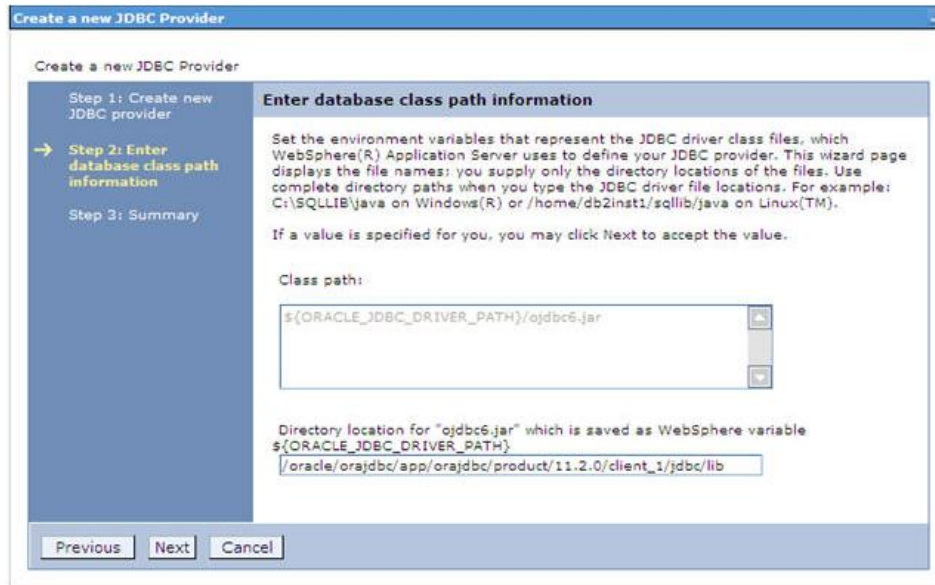 Create a new JDBC Provider
Create a new JDBC Provider
Step 1: Create new
JDBC provider
Step 2: Enter
database class path
information
Step 3: Summary
Enter database class path information
Set the environment variables that represent the JDBC driver class files, which
WebSphere(R) Application Server uses to define your JDBC provider. This wizard page
displays the file names; you supply only the directory locations of the files. Use
complete directory paths when you type the JDBC driver file locations. For example:
C:\SQLLIB\java on Windows(R) or /home/db2inst1/sqllib/java on Linux(TM).
If a value is specified for you, you may click Next to accept the value.
Class path:
${ORACLE_JDBC_DRIVER_PATH}/ojdbc6.jar
Directory location for "ojdbc6.jar" which is saved as WebSphere variable
${ORACLE_JDBC_DRIVER_PATH}
/oracle/orajdbc/app/orajdbc/product/11.2.0/client_1/jdbc/lib
Previous Next Cancel